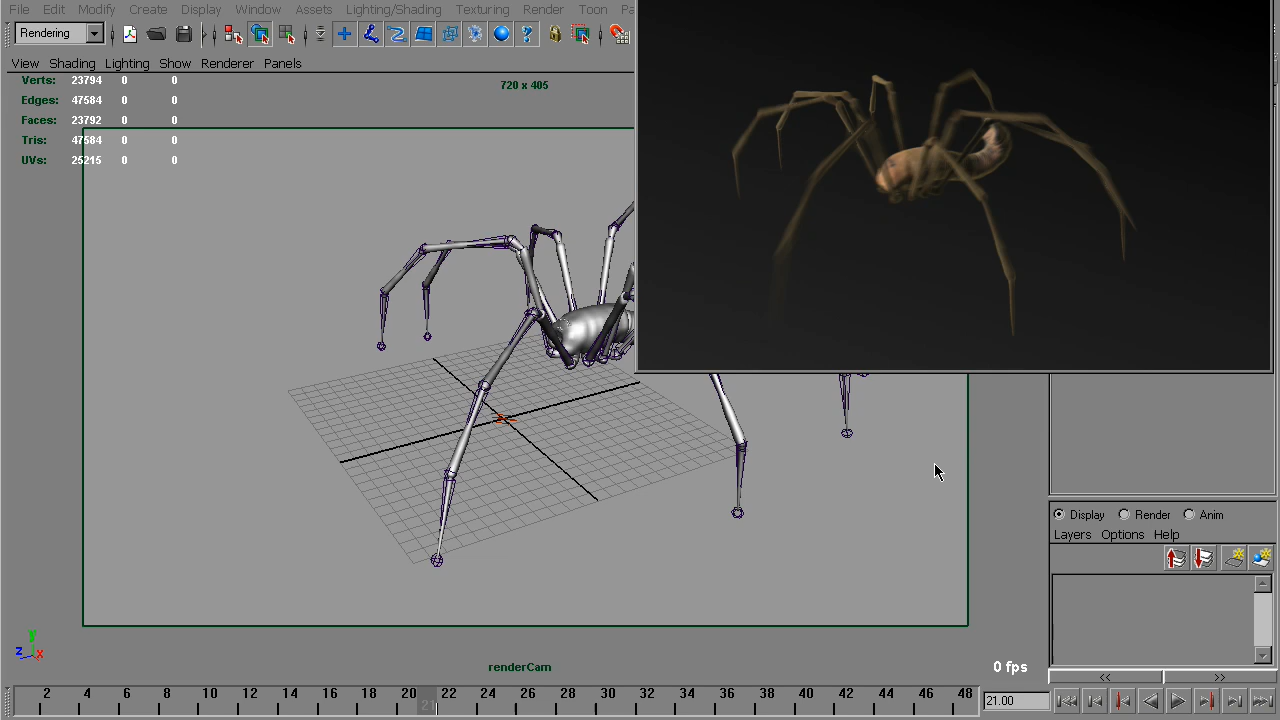 File Edit Modify Create Display Window Assets Lighting/Shading Texturing Render Toon Pa
Rendering
View Shading Lighting Show Renderer Panels
Verts: 23794 0 0
Edges: 47584 0 0
Faces: 23792 0 0
Tris: 47584 0 0
UVs: 25215 0 0
720 x 405
Display Render Anim
Layers Options Help
y
z x
renderCam
0 fps
<< >>
2 4 6 8 10 12 14 16 18 20 22 24 26 28 30 32 34 36 38 40 42 44 46 48
21
21.00